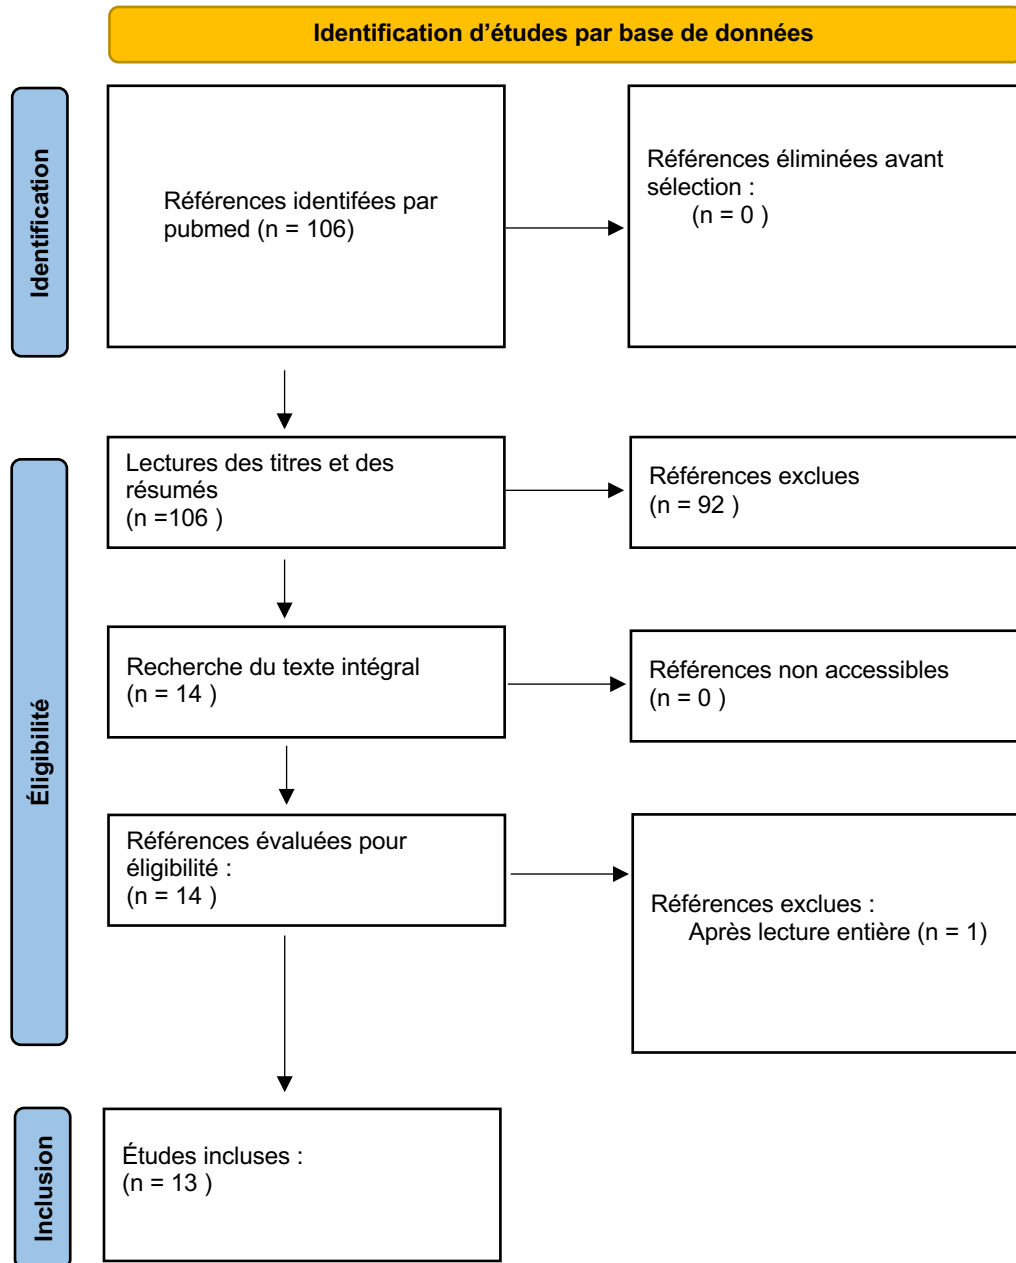 Identification d’études par base de données
Identification
Références identifées par
pubmed (n = 106)
Références éliminées avant
sélection :
(n = 0 )
Éligibilité
Lectures des titres et des
résumés
(n =106 )
Références exclues
(n = 92 )
Recherche du texte intégral
(n = 14 )
Références non accessibles
(n = 0 )
Références évaluées pour
éligibilité :
(n = 14 )
Références exclues :
Après lecture entière (n = 1)
Inclusion
Études incluses :
(n = 13 )